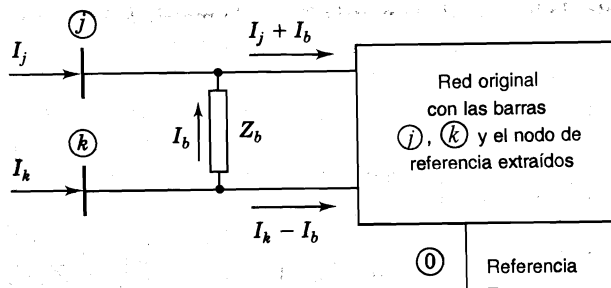 j
I_j
I_j + I_b
I_b
Z_b
k
I_k
I_k − I_b
Red original
con las barras
j, k y el nodo de
referencia extraídos
0
Referencia